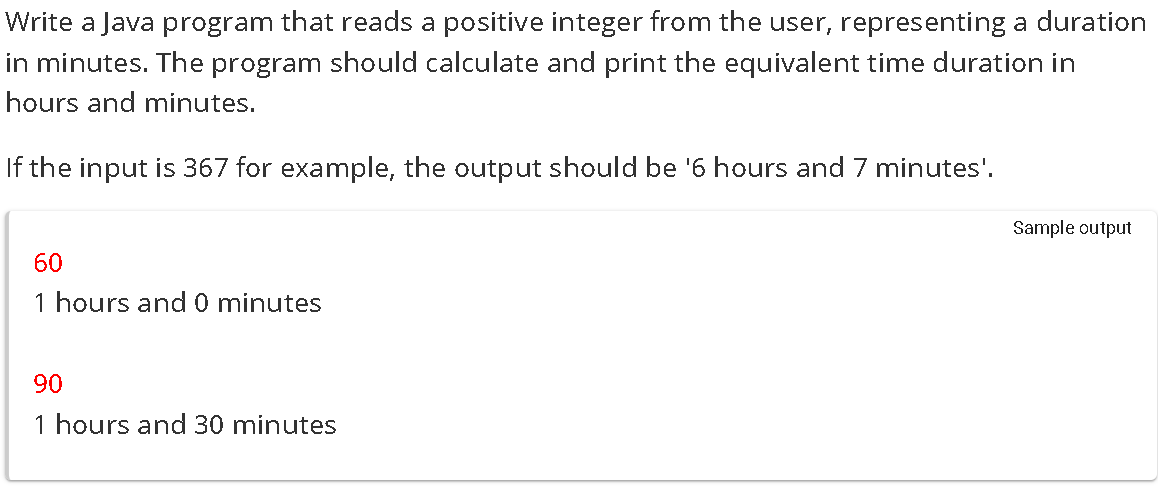 Write a Java program that reads a positive integer from the user, representing a duration
in minutes. The program should calculate and print the equivalent time duration in
hours and minutes.
If the input is 367 for example, the output should be '6 hours and 7 minutes'.
Sample output
60
1 hours and 0 minutes
90
1 hours and 30 minutes